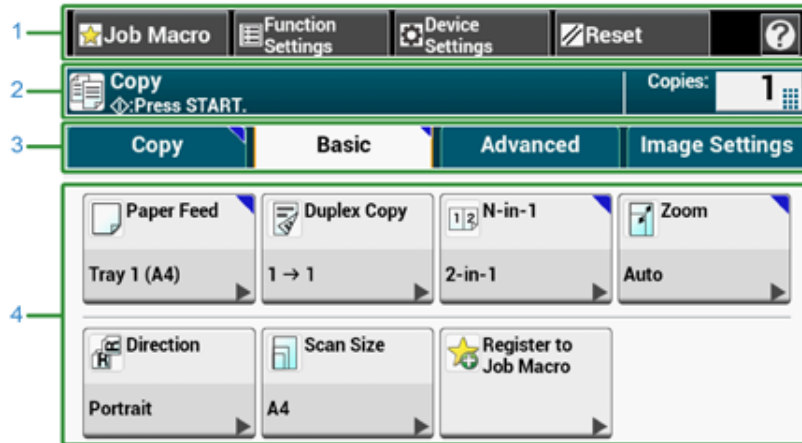 1
Job Macro
Function
Settings
Device
Settings
Reset
?
2
Copy
:Press START.
Copies:
1
3
Copy
Basic
Advanced
Image Settings
4
Paper Feed
Tray 1 (A4)
Duplex Copy
1 → 1
1 2 N-in-1
2-in-1
Zoom
Auto
R R Direction
Portrait
Scan Size
A4
Register to
Job Macro